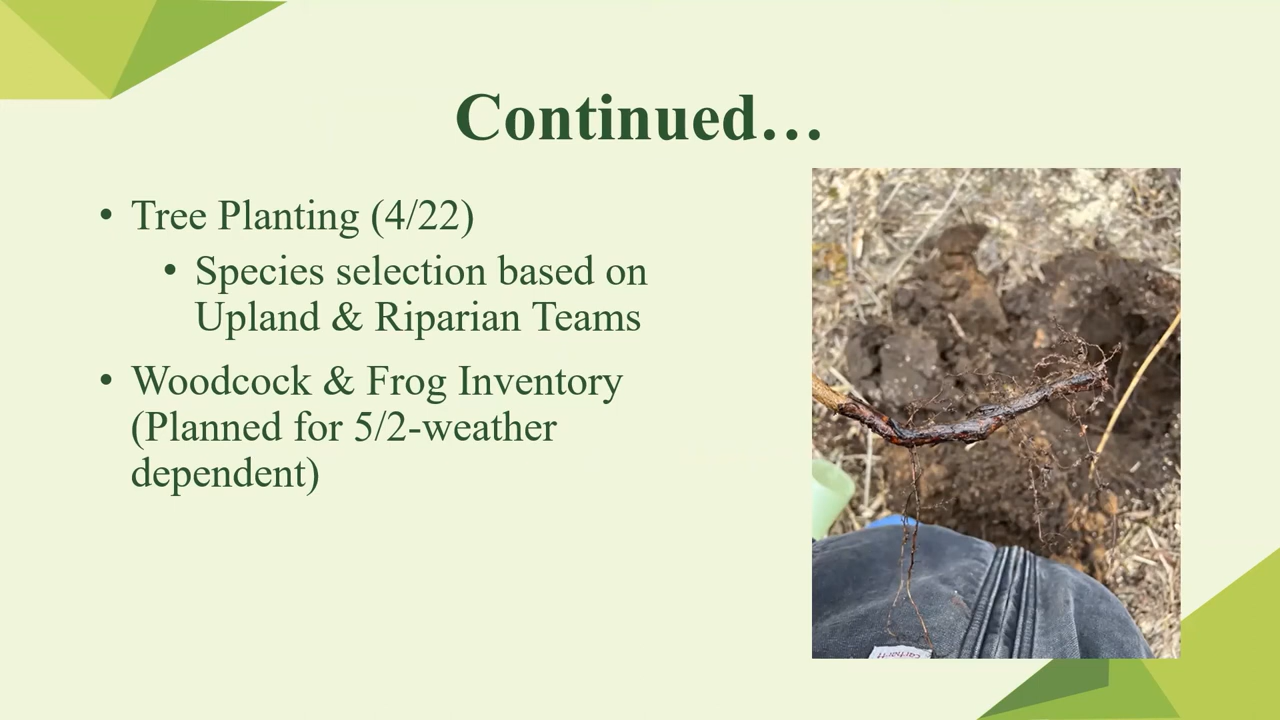 Continued…
• Tree Planting (4/22)
• Species selection based on
Upland & Riparian Teams
• Woodcock & Frog Inventory
(Planned for 5/2-weather
dependent)
carhartt